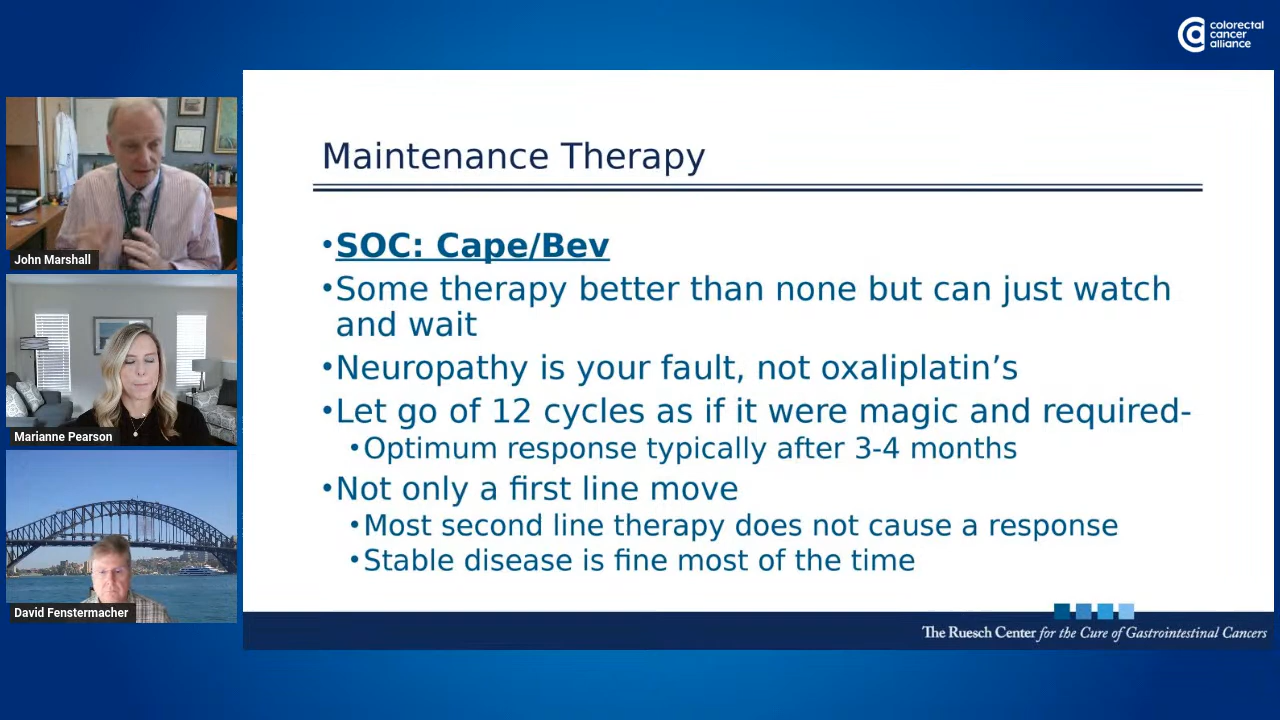 colorectal
cancer
alliance
Maintenance Therapy
•SOC: Cape/Bev
•Some therapy better than none but can just watch
and wait
•Neuropathy is your fault, not oxaliplatin’s
•Let go of 12 cycles as if it were magic and required-
•Optimum response typically after 3-4 months
•Not only a first line move
•Most second line therapy does not cause a response
•Stable disease is fine most of the time
The Ruesch Center for the Cure of Gastrointestinal Cancers
John Marshall
Marianne Pearson
David Fenstermacher